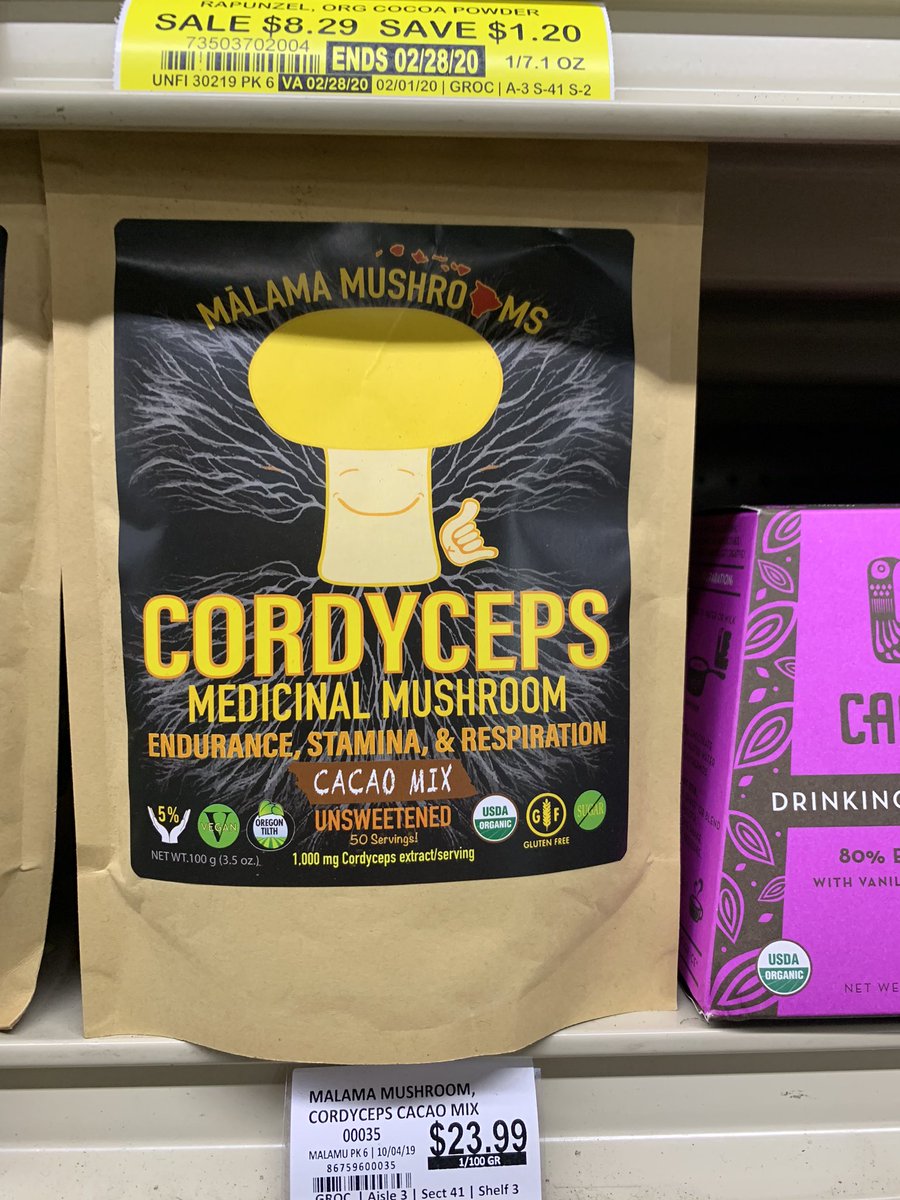 RAPUNZEL, ORG COCOA POWDER
SALE $8.29 SAVE $1.20
73503702004
ENDS 02/28/20
1/7.1 OZ
UNFI 30219 PK 6 VA 02/28/20 02/01/20 | GROC | A-3 S-41 S-2
MĀLAMA MUSHRO MS
CORDYCEPS
MEDICINAL MUSHROOM
ENDURANCE, STAMINA, & RESPIRATION
CACAO MIX
UNSWEETENED
50 Servings!
1,000 mg Cordyceps extract/serving
5%
VEGAN
OREGON
TILTH
NET WT.100 g (3.5 oz.)
USDA
ORGANIC
G F
GLUTEN FREE
SUGAR
CA
DRINKING
80%
WITH VANIL
USDA
ORGANIC
NET WE
MALAMA MUSHROOM,
CORDYCEPS CACAO MIX
00035
$23.99
MALAMU PK 6 | 10/04/19
1/100 GR
86759600035
GROC | Aisle 3 | Sect 41 | Shelf 3